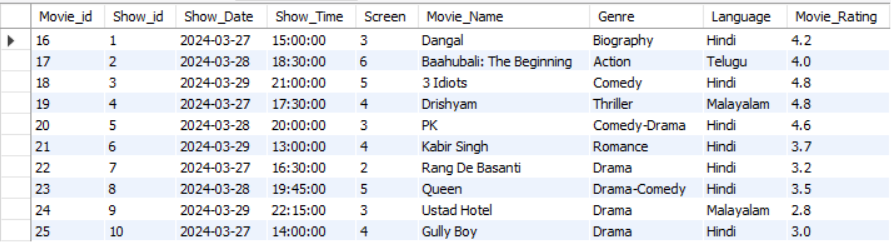 Movie_id Show_id Show_Date Show_Time Screen Movie_Name Genre Language Movie_Rating
16 1 2024-03-27 15:00:00 3 Dangal Biography Hindi 4.2
17 2 2024-03-28 18:30:00 6 Baahubali: The Beginning Action Telugu 4.0
18 3 2024-03-29 21:00:00 5 3 Idiots Comedy Hindi 4.8
19 4 2024-03-27 17:30:00 4 Drishyam Thriller Malayalam 4.8
20 5 2024-03-28 20:00:00 3 PK Comedy-Drama Hindi 4.6
21 6 2024-03-29 13:00:00 4 Kabir Singh Romance Hindi 3.7
22 7 2024-03-27 16:30:00 2 Rang De Basanti Drama Hindi 3.2
23 8 2024-03-28 19:45:00 5 Queen Drama-Comedy Hindi 3.5
24 9 2024-03-29 22:15:00 3 Ustad Hotel Drama Malayalam 2.8
25 10 2024-03-27 14:00:00 4 Gully Boy Drama Hindi 3.0